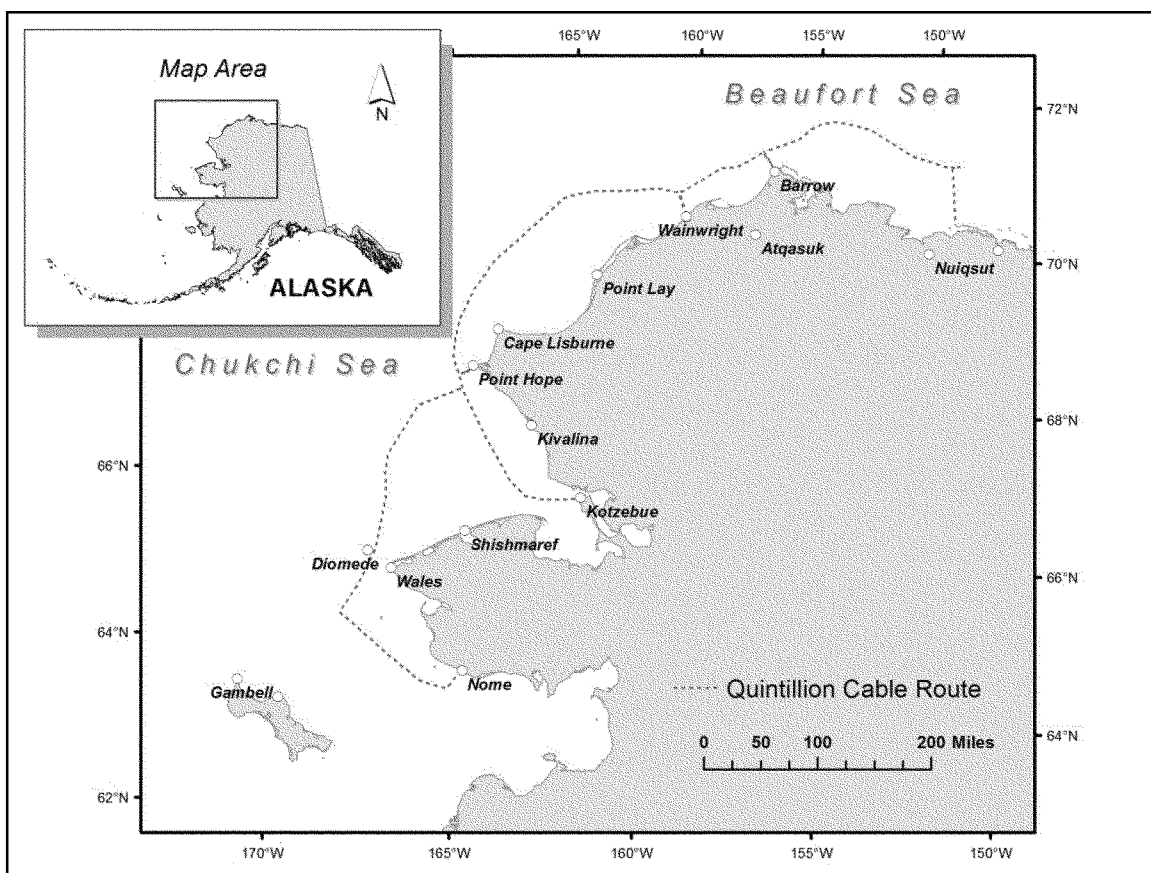 165°W 160°W 155°W 150°W
Map Area
N
ALASKA
Beaufort Sea
72°N
Barrow
Wainwright
Atqasuk
Nuiqsut
70°N
Point Lay
Cape Lisburne
Chukchi Sea
Point Hope
68°N
Kivalina
66°N
Kotzebue
Shishmaref
Diomede
Wales
66°N
64°N
Nome
Gambell
Quintillion Cable Route
0 50 100 200 Miles
64°N
62°N
170°W 165°W 160°W 155°W 150°W